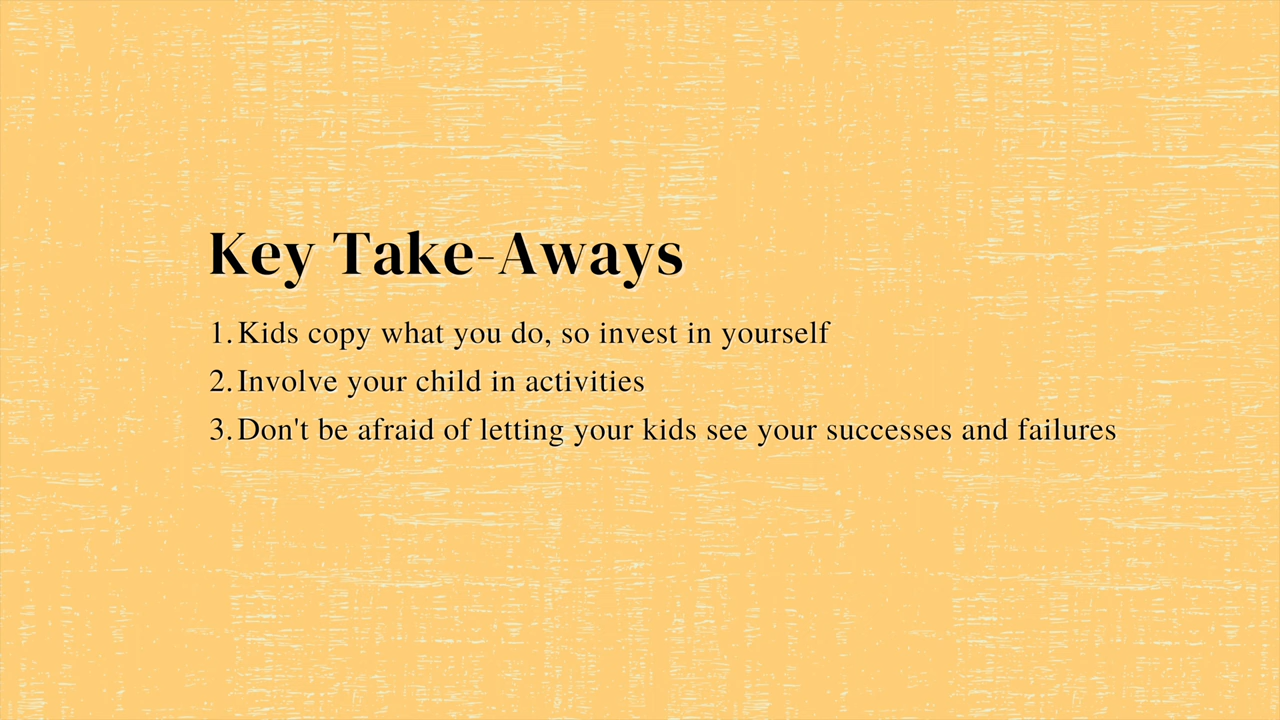 Key Take-Aways
1. Kids copy what you do, so invest in yourself
2. Involve your child in activities
3. Don't be afraid of letting your kids see your successes and failures